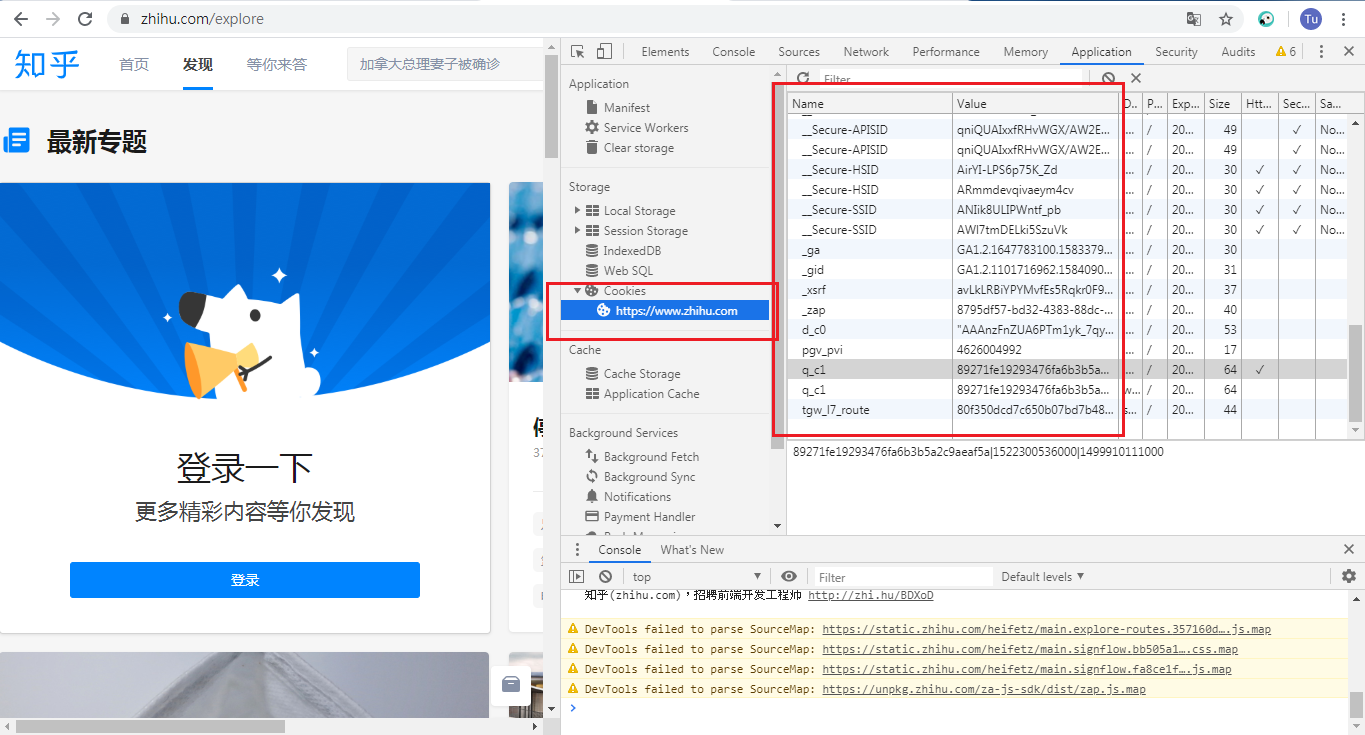 zhihu.com/explore
Tu
知乎
首页 发现 等你来答 加拿大总理妻子被确诊
最新专题
登录一下
更多精彩内容等你发现
登录
37
Elements Console Sources Network Performance Memory Application Security Audits 6
Application
Manifest
Service Workers
Clear storage
Storage
Local Storage
Session Storage
IndexedDB
Web SQL
Cookies
https://www.zhihu.com
Cache
Cache Storage
Application Cache
Background Services
Background Fetch
Background Sync
Notifications
Payment Handler
Filter
Name Value D.. P... Exp... Size Htt... Sec... Sa...
__Secure-APISID qniQUAIxxfRHvWGX/AW2E... ... / 20... 49 ✓ No...
__Secure-APISID qniQUAIxxfRHvWGX/AW2E... ... / 20... 49 ✓ No...
__Secure-HSID AirYI-LPS6p75K_Zd ... / 20... 30 ✓ ✓ No...
__Secure-HSID ARmmdevqivaeym4cv ... / 20... 30 ✓ ✓ No...
__Secure-SSID ANIik8ULIPWntf_pb ... / 20... 30 ✓ ✓ No...
__Secure-SSID AWI7tmDELki5SzuVk ... / 20... 30 ✓ ✓ No...
_ga GA1.2.1647783100.1583379... ... / 20... 30
_gid GA1.2.1101716962.1584090... ... / 20... 31
_xsrf avLkLRBiYPYMvfEs5Rqkr0F9... ... / 20... 37
_zap 8795df57-bd32-4383-88dc-... ... / 20... 40
d_c0 "AAAnzFnZUA6PTm1yk_7qy... ... / 20... 53
pgv_pvi 4626004992 ... / 20... 17
q_c1 89271fe19293476fa6b3b5a... ... / 20... 64 ✓
q_c1 89271fe19293476fa6b3b5a... w... / 20... 64
tgw_l7_route 80f350dcd7c650b07bd7b48... s... / 20... 44
89271fe19293476fa6b3b5a2c9aeaf5a|1522300536000|1499910111000
Console What's New
top Filter Default levels
知乎(zhihu.com)，招聘前端开发工程师 http://zhi.hu/BDXoD
DevTools failed to parse SourceMap: https://static.zhihu.com/heifetz/main.explore-routes.357160d….js.map
DevTools failed to parse SourceMap: https://static.zhihu.com/heifetz/main.signflow.bb505a1….css.map
DevTools failed to parse SourceMap: https://static.zhihu.com/heifetz/main.signflow.fa8ce1f….js.map
DevTools failed to parse SourceMap: https://unpkg.zhihu.com/za-js-sdk/dist/zap.js.map